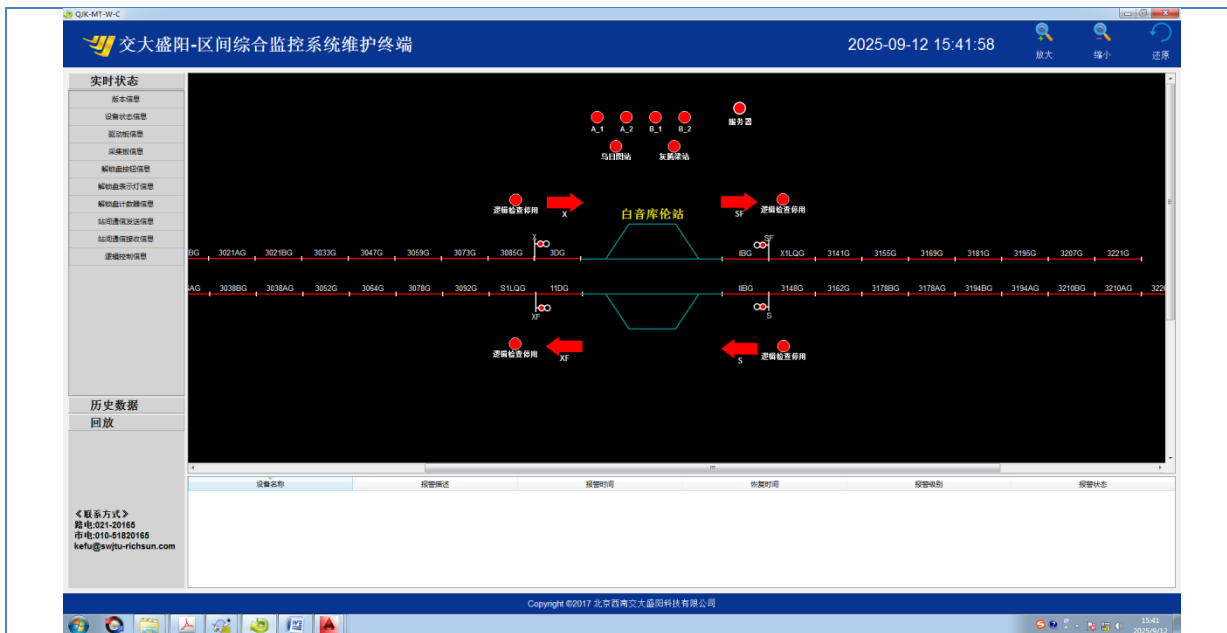 QJK-MT-W-C
交大盛阳-区间综合监控系统维护终端
2025-09-12 15:41:58
放大
缩小
还原
实时状态
版本信息
设备状态信息
驱动板信息
采集板信息
解锁盘按钮信息
解锁盘表示灯信息
解锁盘计数器信息
站间通信发送信息
站间通信接收信息
逻辑控制信息
历史数据
回放
《联系方式》
路电:021-20165
市电:010-51820165
kefu@swjtu-richsun.com
A_1 A_2 B_1 B_2
服务器
乌日图站 灰腾梁站
逻辑检查停用 X 白音库伦站 SF 逻辑检查停用
X SF
BG 3021AG 3021BG 3033G 3047G 3059G 3073G 3085G 3DG IBG X1LQG 3141G 3155G 3169G 3181G 3195G 3207G 3221G
AG 3038BG 3038AG 3052G 3064G 3078G 3092G S1LQG 11DG IIBG 3148G 3162G 3178BG 3178AG 3194BG 3194AG 3210BG 3210AG 322
XF S
逻辑检查停用 XF S 逻辑检查停用
设备名称 报警描述 报警时间 恢复时间 报警级别 报警状态
Copyright ©2017 北京西南交大盛阳科技有限公司
15:41
2025/9/12